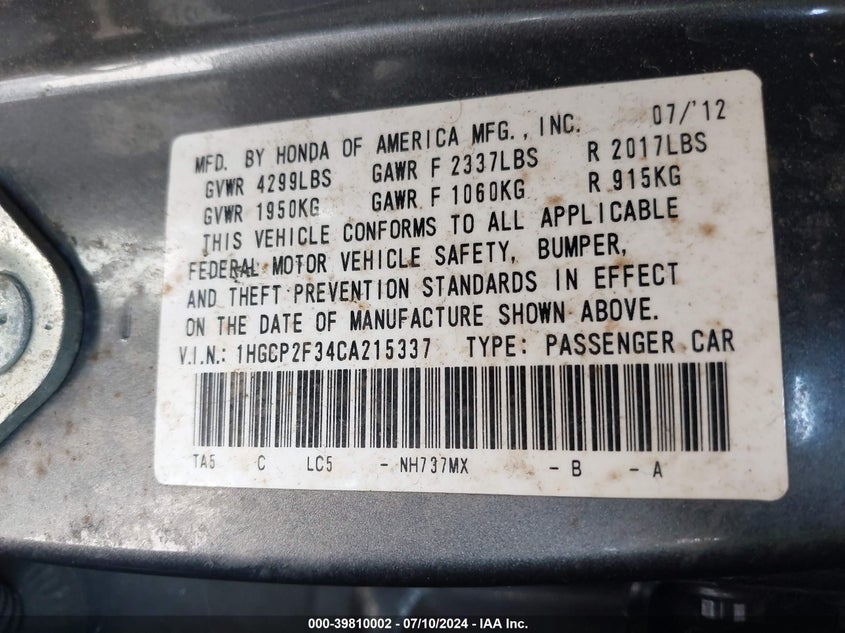 07/'12
MFD. BY HONDA OF AMERICA MFG., INC.
GVWR 4299LBS GAWR F 2337LBS R 2017LBS
GVWR 1950KG GAWR F 1060KG R 915KG
THIS VEHICLE CONFORMS TO ALL APPLICABLE
FEDERAL MOTOR VEHICLE SAFETY, BUMPER,
AND THEFT PREVENTION STANDARDS IN EFFECT
ON THE DATE OF MANUFACTURE SHOWN ABOVE.
V.I.N.: 1HGCP2F34CA215337 TYPE: PASSENGER CAR
TA5 C LC5 - NH737MX - B - A
000-39810002 - 07/10/2024 - IAA Inc.